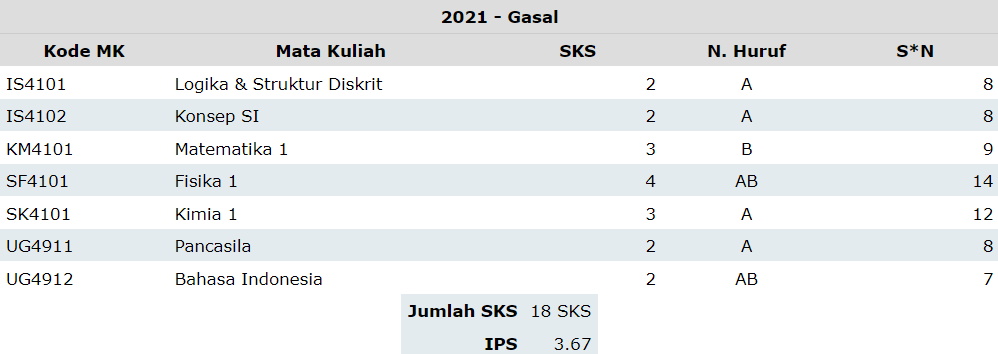 2021 - Gasal
Kode MK Mata Kuliah SKS N. Huruf S*N
IS4101 Logika & Struktur Diskrit 2 A 8
IS4102 Konsep SI 2 A 8
KM4101 Matematika 1 3 B 9
SF4101 Fisika 1 4 AB 14
SK4101 Kimia 1 3 A 12
UG4911 Pancasila 2 A 8
UG4912 Bahasa Indonesia 2 AB 7
Jumlah SKS 18 SKS
IPS 3.67